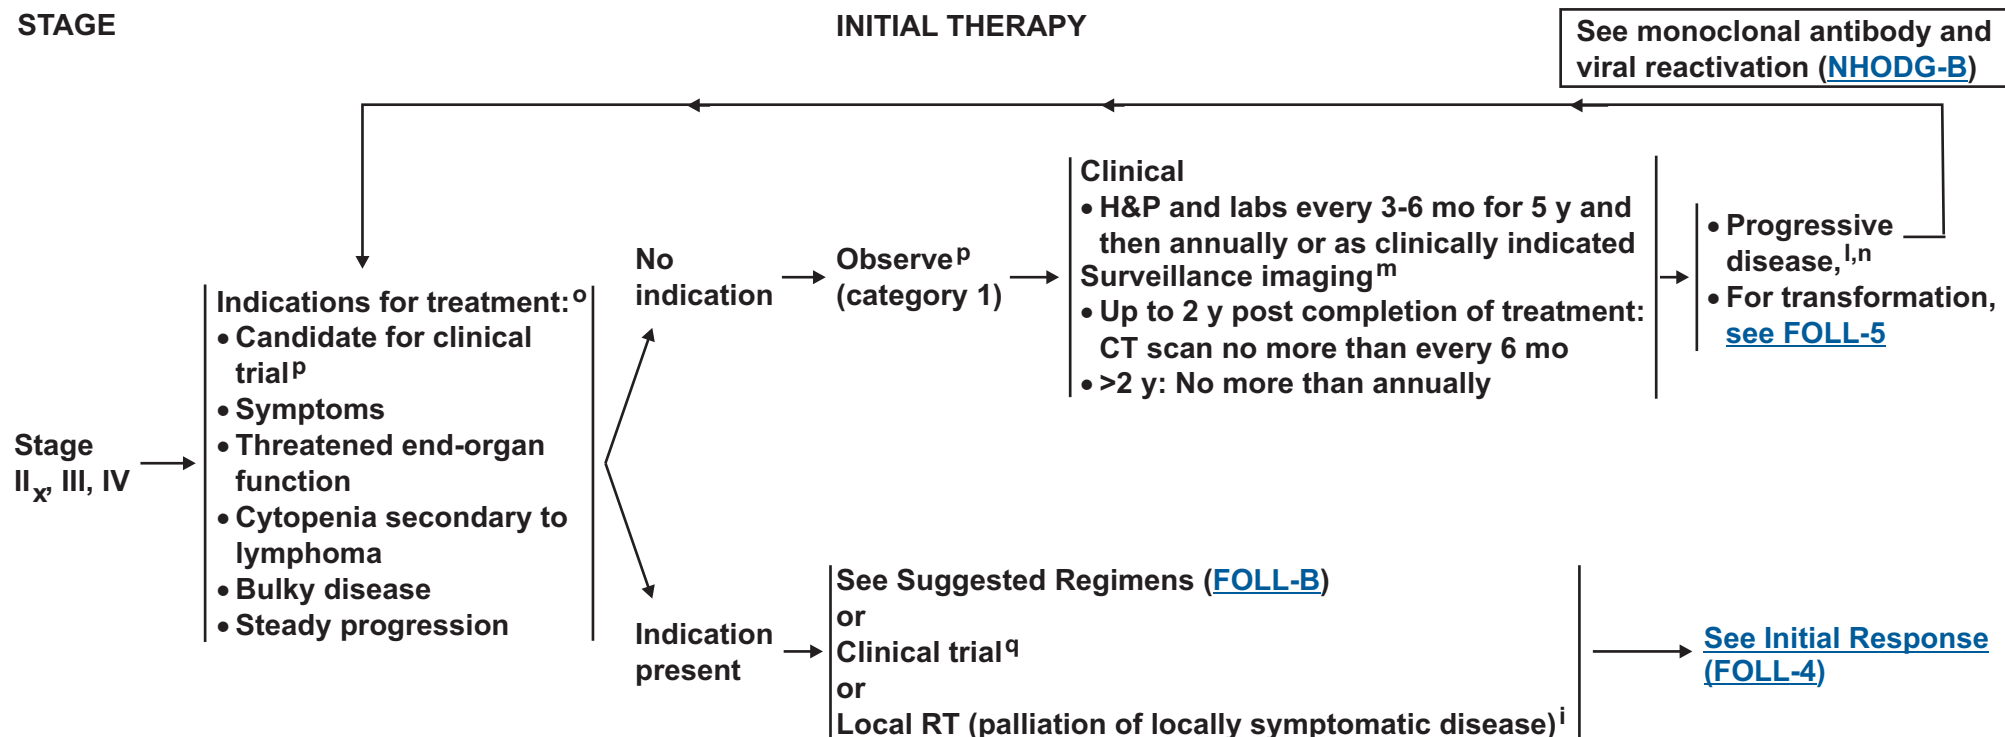 STAGE
INITIAL THERAPY
See monoclonal antibody and
viral reactivation (NHODG-B)
Stage
IIx, III, IV
Indications for treatment:o
• Candidate for clinical
trialp
• Symptoms
• Threatened end-organ
function
• Cytopenia secondary to
lymphoma
• Bulky disease
• Steady progression
No
indication
Observep
(category 1)
Clinical
• H&P and labs every 3-6 mo for 5 y and
then annually or as clinically indicated
Surveillance imagingm
• Up to 2 y post completion of treatment:
CT scan no more than every 6 mo
• >2 y: No more than annually
• Progressive
disease,l,n
• For transformation,
see FOLL-5
Indication
present
See Suggested Regimens (FOLL-B)
or
Clinical trialq
or
Local RT (palliation of locally symptomatic disease)i
See Initial Response
(FOLL-4)